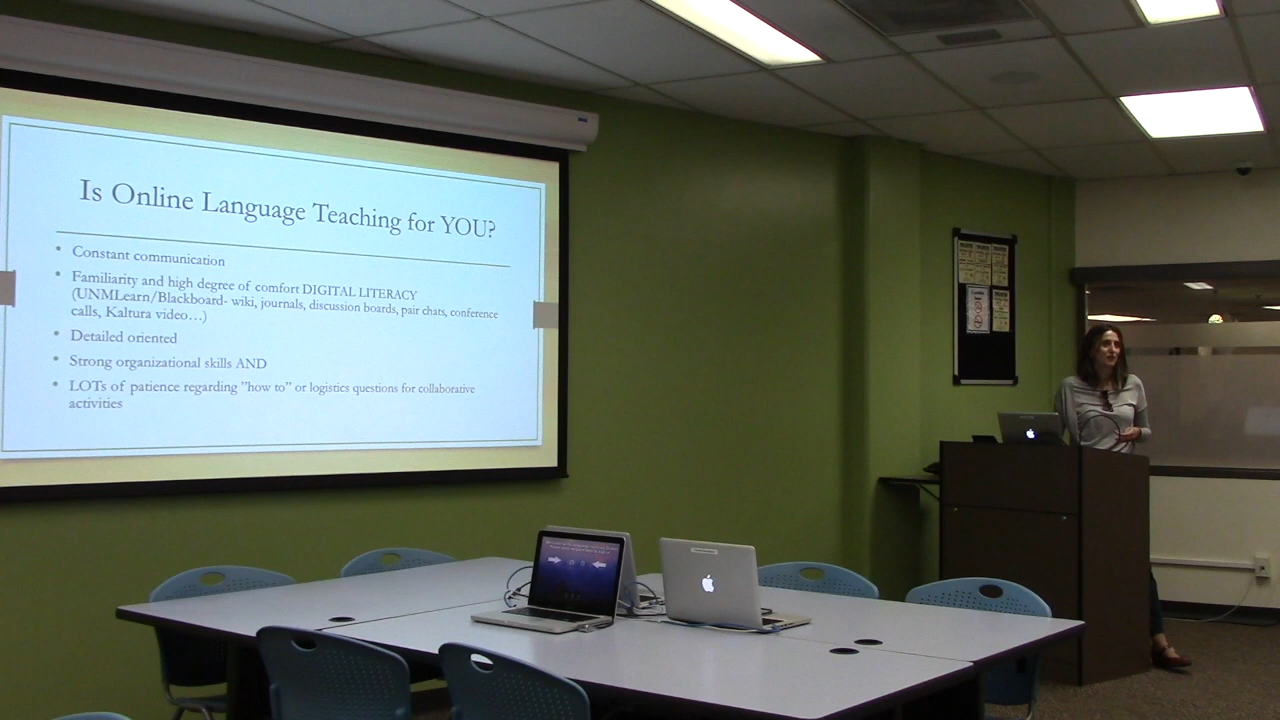 Is Online Language Teaching for YOU?
• Constant communication
• Familiarity and high degree of comfort DIGITAL LITERACY
(UNMLearn/Blackboard- wiki, journals, discussion boards, pair chats, conference
calls, Kaltura video…)
• Detailed oriented
• Strong organizational skills AND
• LOTs of patience regarding ”how to” or logistics questions for collaborative
activities